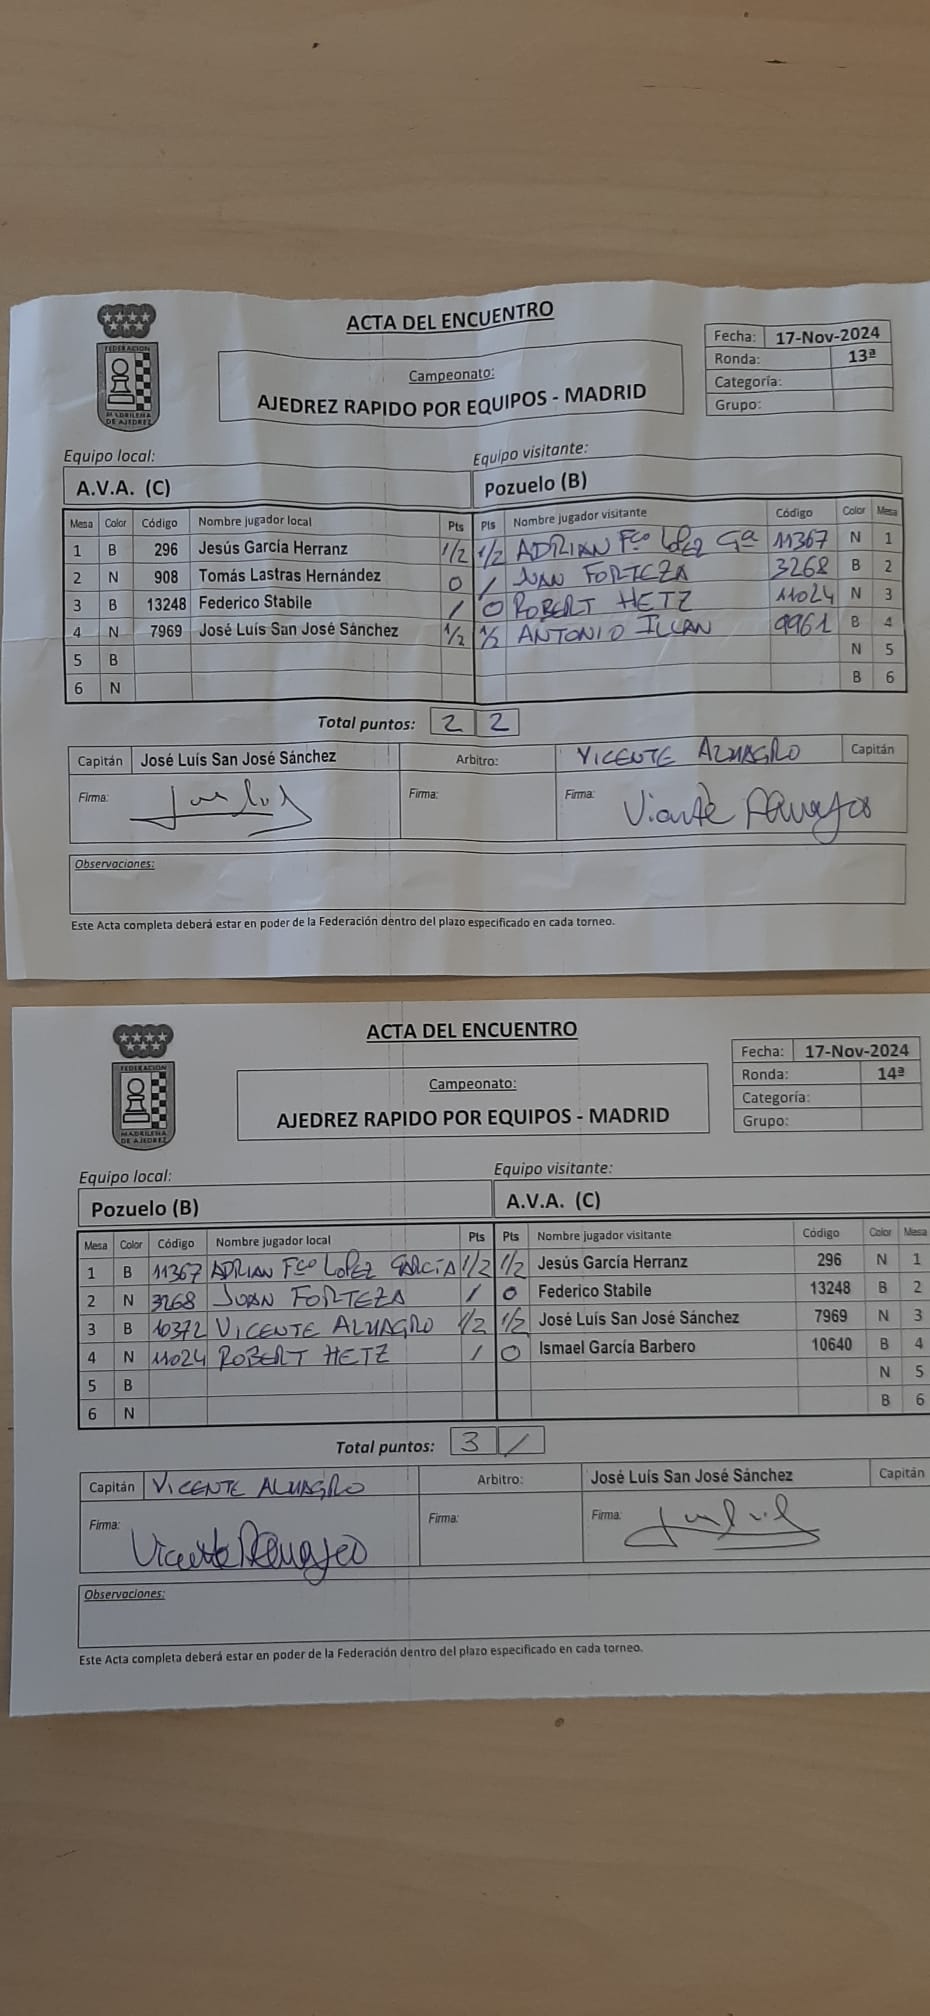 ACTA DEL ENCUENTRO
FEDERACION
MADRILEÑA
DE AJEDREZ
Campeonato:
AJEDREZ RAPIDO POR EQUIPOS - MADRID
Fecha: 17-Nov-2024
Ronda: 13ª
Categoría:
Grupo:
Equipo local: Equipo visitante:
A.V.A. (C) Pozuelo (B)
Mesa Color Código Nombre jugador local Pts Pts Nombre jugador visitante Código Color Mesa
1 B 296 Jesús García Herranz 1/2 1/2 ADRIAN Fco LOPEZ Gª 11367 N 1
2 N 908 Tomás Lastras Hernández 0 1 JUAN FORTEZA 3268 B 2
3 B 13248 Federico Stabile 1 0 ROBERT HETZ 11024 N 3
4 N 7969 José Luís San José Sánchez 1/2 1/2 ANTONIO ILLAN 9961 B 4
5 B N 5
6 N B 6
Total puntos: 2 2
Capitán José Luís San José Sánchez Arbitro: VICENTE ALMAGRO Capitán
Firma: Firma: Firma: Vicente Almagro
Observaciones:
Este Acta completa deberá estar en poder de la Federación dentro del plazo especificado en cada torneo.
ACTA DEL ENCUENTRO
FEDERACION
MADRILEÑA
DE AJEDREZ
Campeonato:
AJEDREZ RAPIDO POR EQUIPOS - MADRID
Fecha: 17-Nov-2024
Ronda: 14ª
Categoría:
Grupo:
Equipo local: Equipo visitante:
Pozuelo (B) A.V.A. (C)
Mesa Color Código Nombre jugador local Pts Pts Nombre jugador visitante Código Color Mesa
1 B 11367 ADRIAN Fco LOPEZ GARCÍA 1/2 1/2 Jesús García Herranz 296 N 1
2 N 3268 JUAN FORTEZA 1 0 Federico Stabile 13248 B 2
3 B 10372 VICENTE ALMAGRO 1/2 1/2 José Luís San José Sánchez 7969 N 3
4 N 11024 ROBERT HETZ 1 0 Ismael García Barbero 10640 B 4
5 B N 5
6 N B 6
Total puntos: 3 1
Capitán VICENTE ALMAGRO Arbitro: José Luís San José Sánchez Capitán
Firma: Vicente Almagro Firma: Firma:
Observaciones:
Este Acta completa deberá estar en poder de la Federación dentro del plazo especificado en cada torneo.